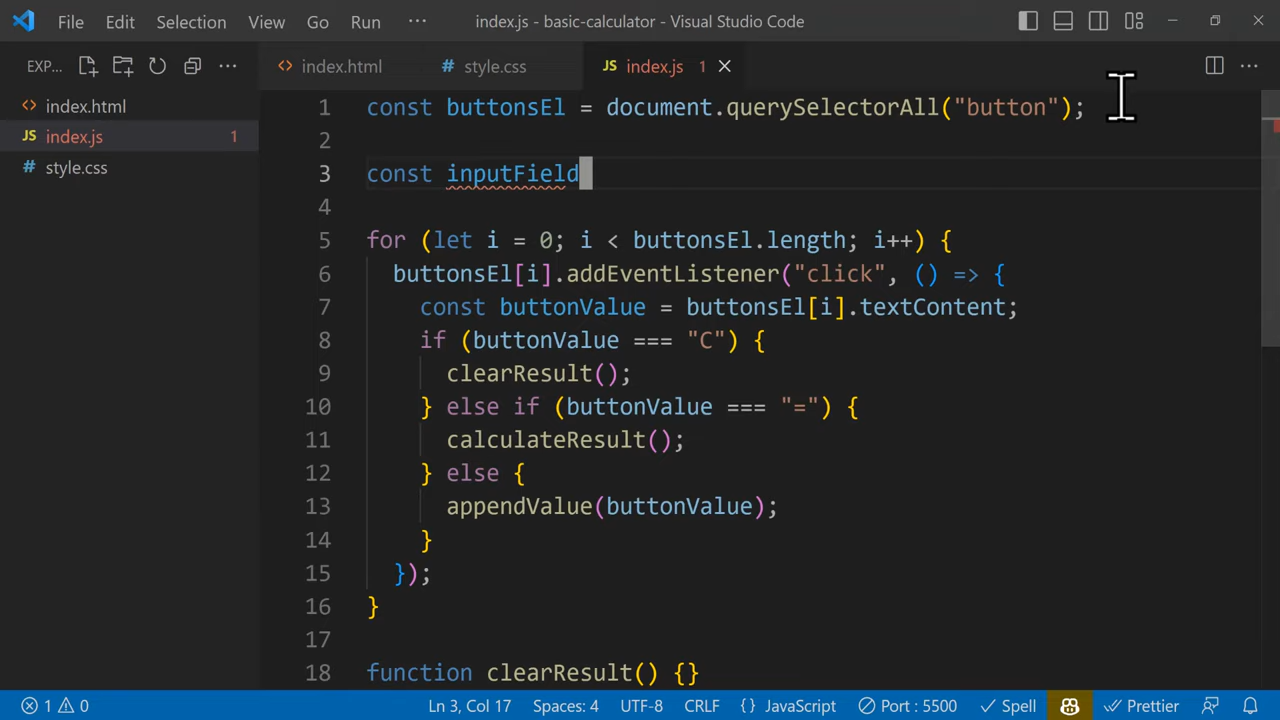 File Edit Selection View Go Run ··· index.js - basic-calculator - Visual Studio Code
EXP... ··· <> index.html # style.css JS index.js 1
<> index.html
JS index.js 1
# style.css
1 const buttonsEl = document.querySelectorAll("button");
2
3 const inputField
4
5 for (let i = 0; i < buttonsEl.length; i++) {
6 buttonsEl[i].addEventListener("click", () => {
7 const buttonValue = buttonsEl[i].textContent;
8 if (buttonValue === "C") {
9 clearResult();
10 } else if (buttonValue === "=") {
11 calculateResult();
12 } else {
13 appendValue(buttonValue);
14 }
15 });
16 }
17
18 function clearResult() {}
1 0 Ln 3, Col 17 Spaces: 4 UTF-8 CRLF {} JavaScript Port : 5500 Spell Prettier